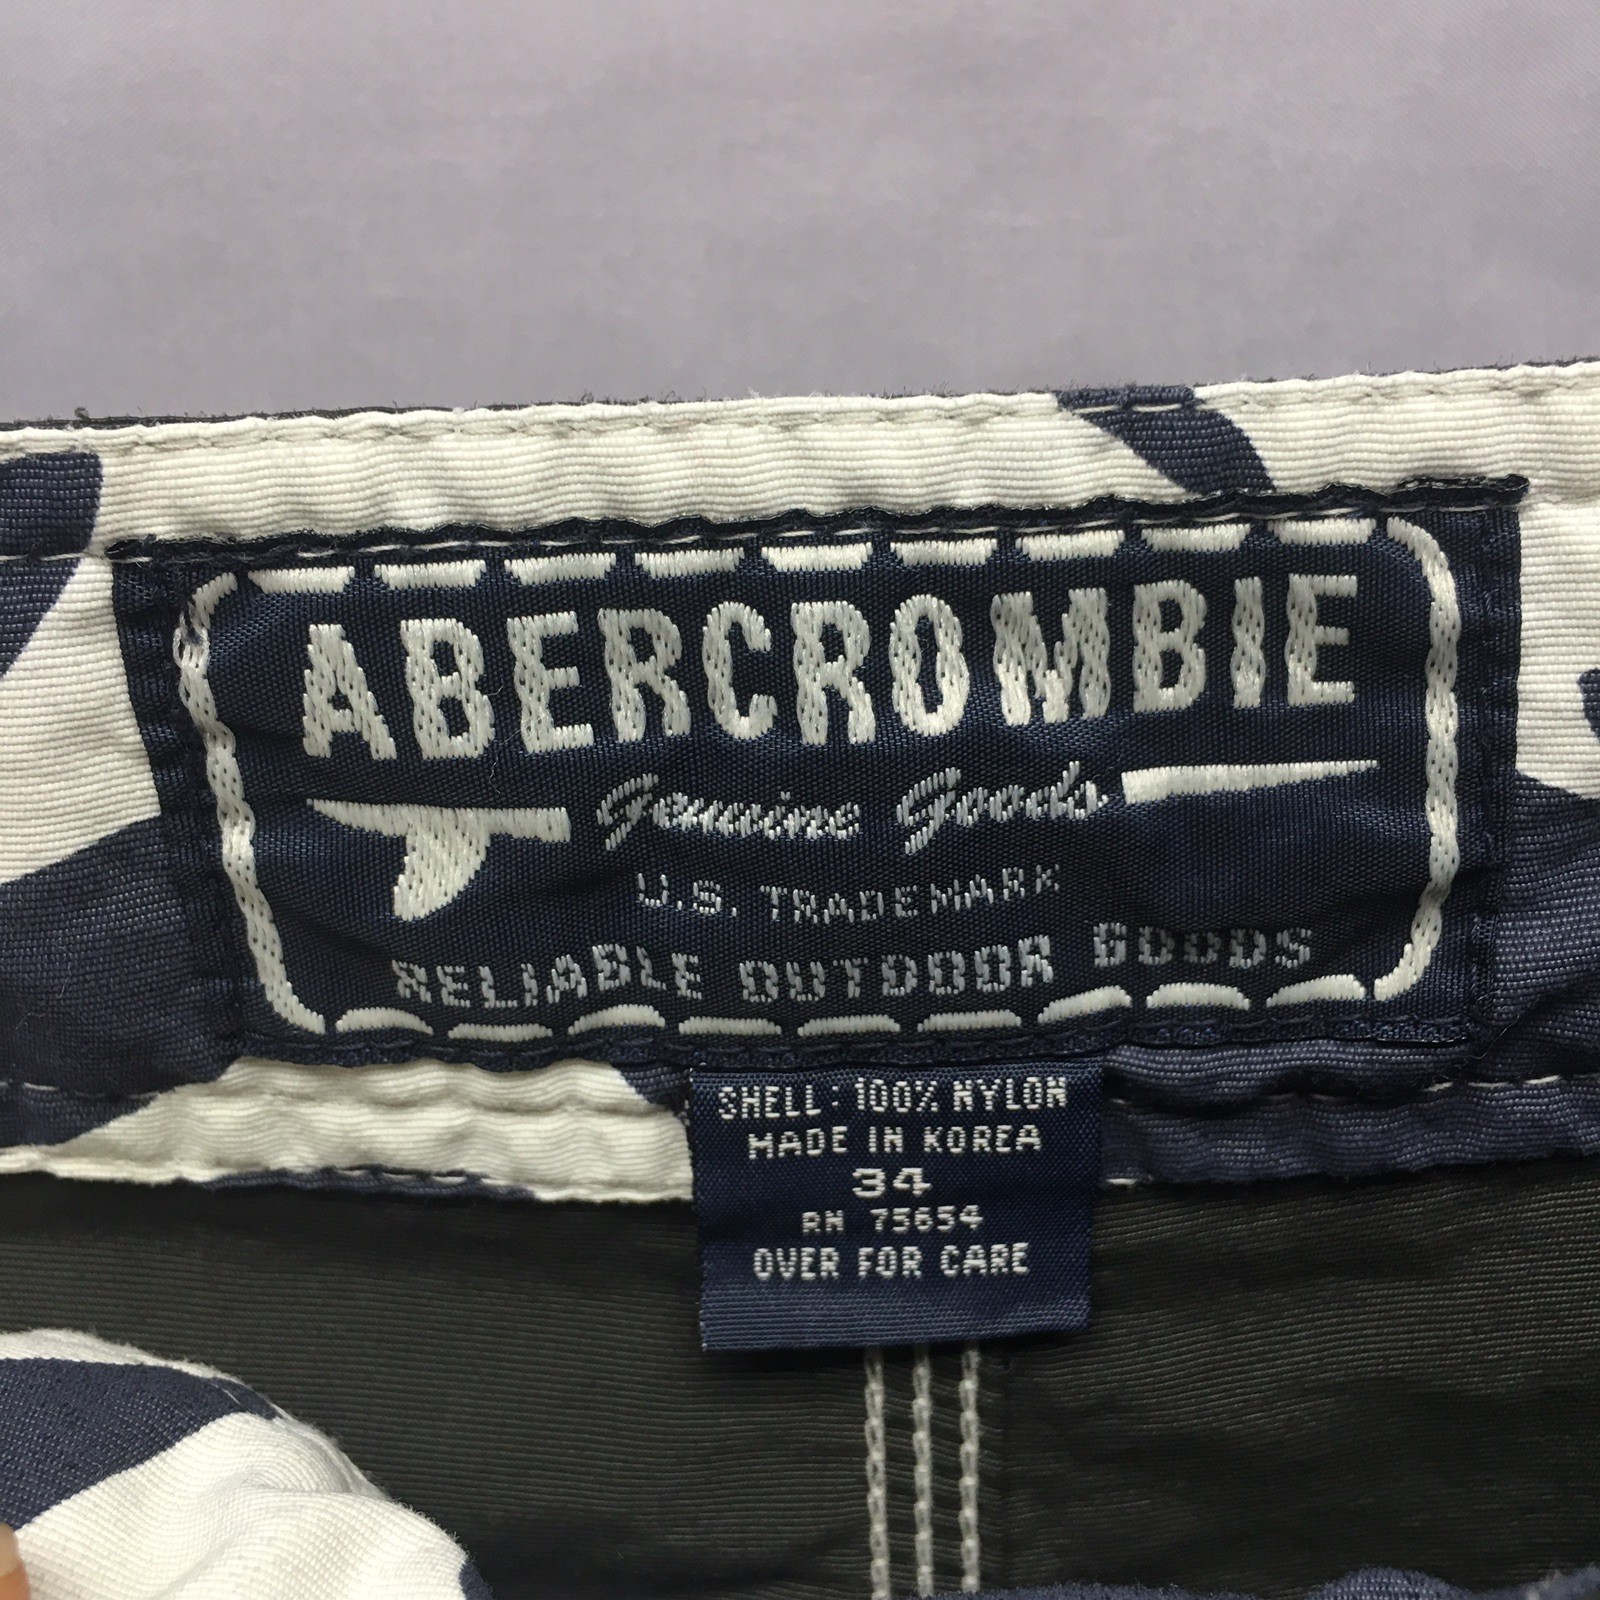 ABERCROMBIE
Genuine Goods
U.S. TRADEMARK
RELIABLE OUTDOOR GOODS
SHELL: 100% NYLON
MADE IN KOREA
34
RN 75654
OVER FOR CARE